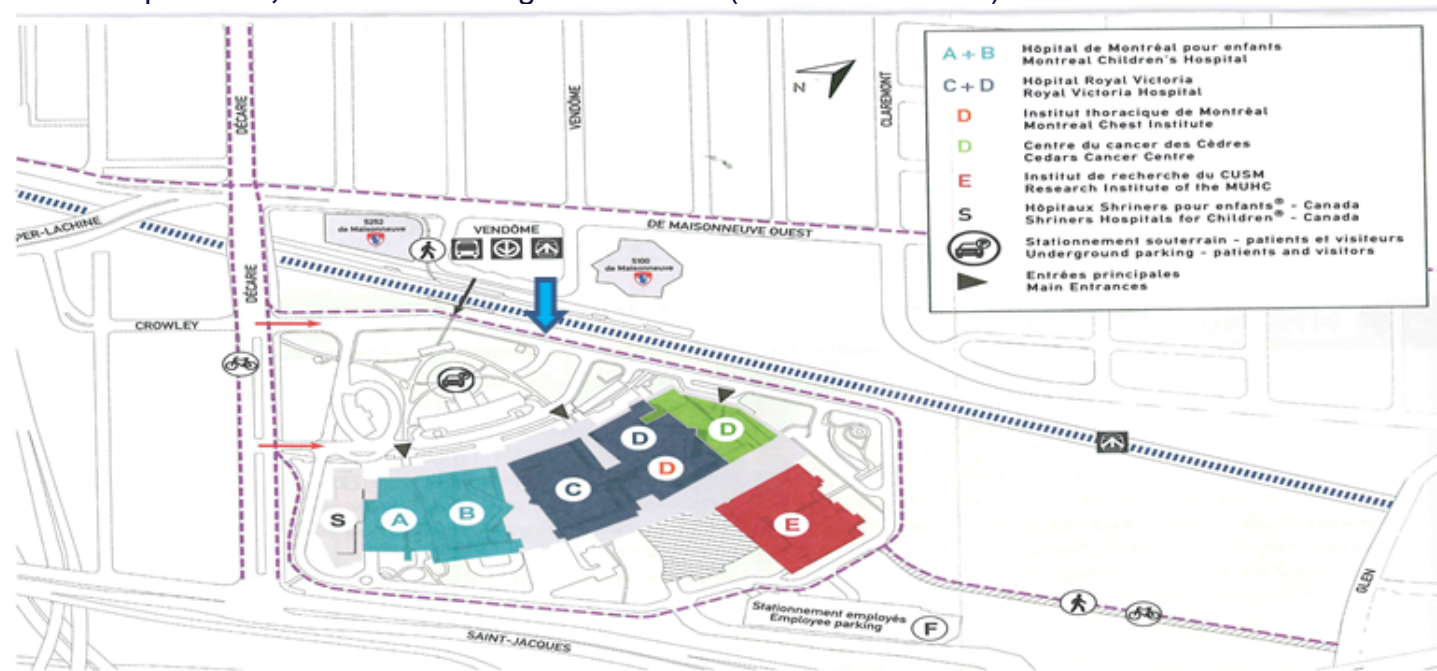 DÉCARIE
VENDÔME
CLAREMONT
N
A + B Hôpital de Montréal pour enfants
Montreal Children's Hospital
C + D Hôpital Royal Victoria
Royal Victoria Hospital
D Institut thoracique de Montréal
Montreal Chest Institute
D Centre du cancer des Cèdres
Cedars Cancer Centre
E Institut de recherche du CUSM
Research Institute of the MUHC
S Hôpitaux Shriners pour enfants® - Canada
Shriners Hospitals for Children® - Canada
Stationnement souterrain - patients et visiteurs
Underground parking - patients and visitors
Entrées principales
Main Entrances
PER-LACHINE
5252
de Maisonneuve
VENDÔME
DE MAISONNEUVE OUEST
5100
de Maisonneuve
DÉCARIE
CROWLEY
D
D
D
C
S
A
B
E
GLEN
Stationnement employés
Employee parking
F
SAINT-JACQUES